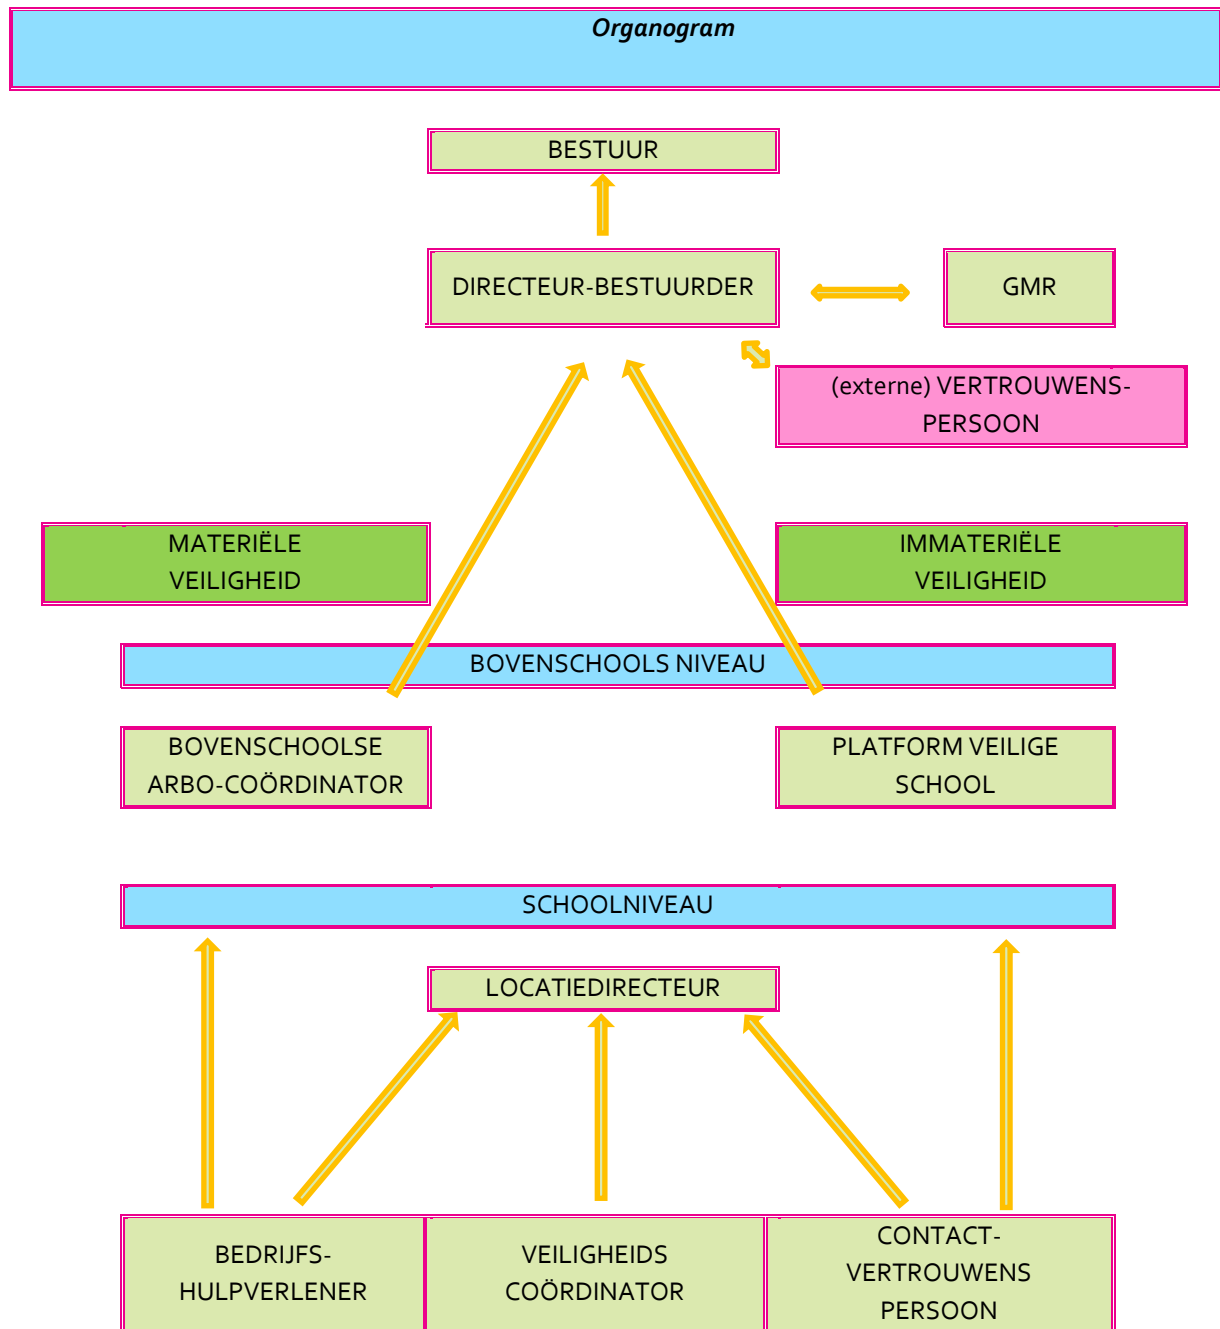 Organogram
BESTUUR
DIRECTEUR-BESTUURDER
GMR
(externe) VERTROUWENS-
PERSOON
MATERIËLE
VEILIGHEID
IMMATERIËLE
VEILIGHEID
BOVENSCHOOLS NIVEAU
BOVENSCHOOLSE
ARBO-COÖRDINATOR
PLATFORM VEILIGE
SCHOOL
SCHOOLNIVEAU
LOCATIEDIRECTEUR
BEDRIJFS-
HULPVERLENER
VEILIGHEIDS
COÖRDINATOR
CONTACT-
VERTROUWENS
PERSOON